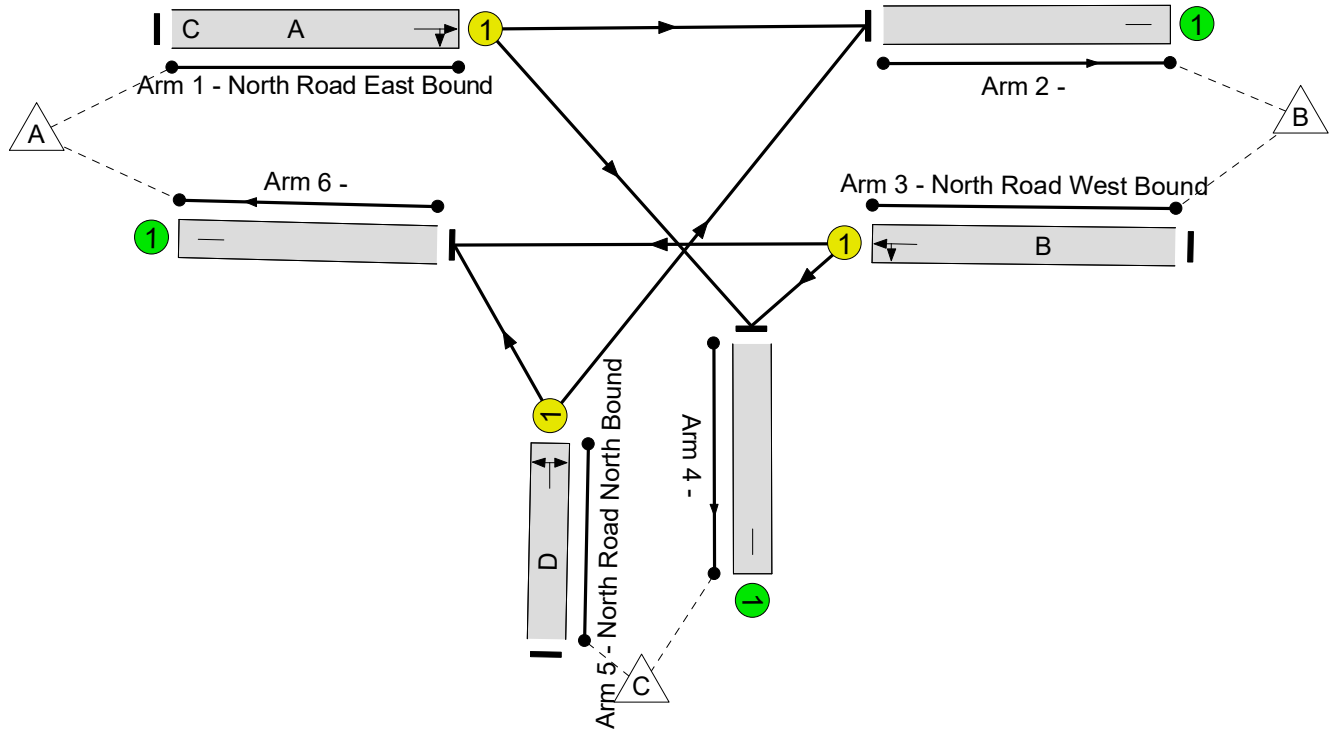 C A 1
1
Arm 1 - North Road East Bound
Arm 2 -
A
B
Arm 6 -
Arm 3 - North Road West Bound
1
1 B
1
Arm 5 - North Road North Bound
Arm 4 -
D
1
C